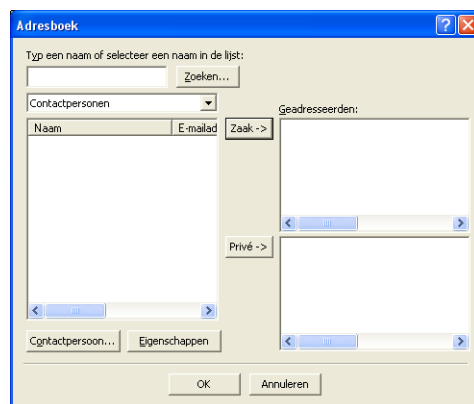 Adresboek
Typ een naam of selecteer een naam in de lijst:
Zoeken...
Contactpersonen
Geadresseerden:
Naam E-mailad
Zaak ->
Privé ->
Contactpersoon... Eigenschappen
OK Annuleren